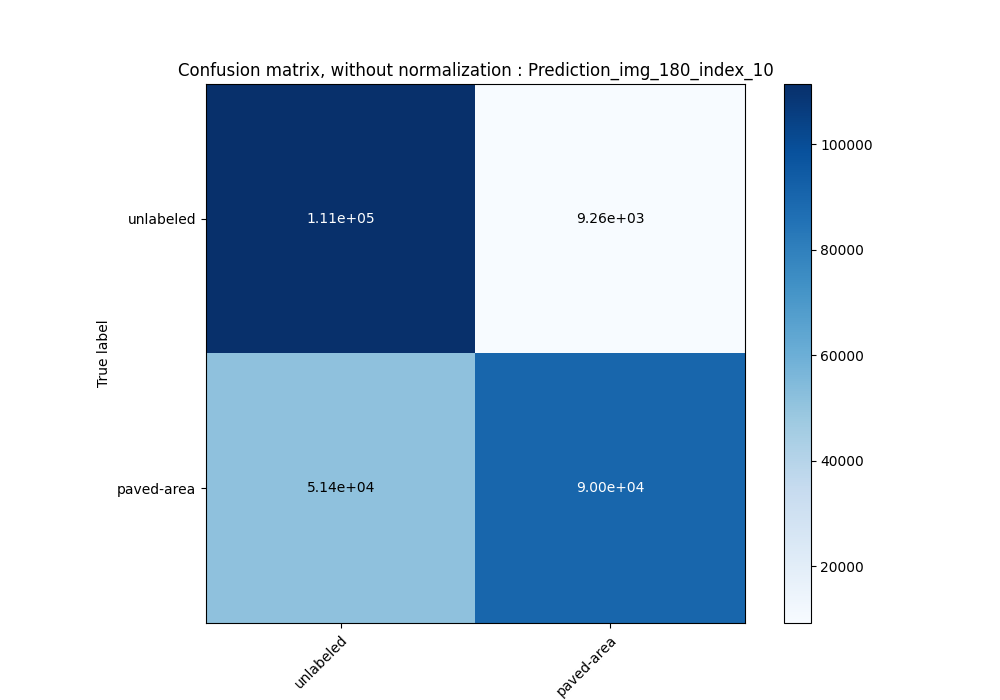 Confusion matrix, without normalization : Prediction_img_180_index_10
unlabeled
1.11e+05
9.26e+03
paved-area
5.14e+04
9.00e+04
True label
unlabeled
paved-area
100000
80000
60000
40000
20000